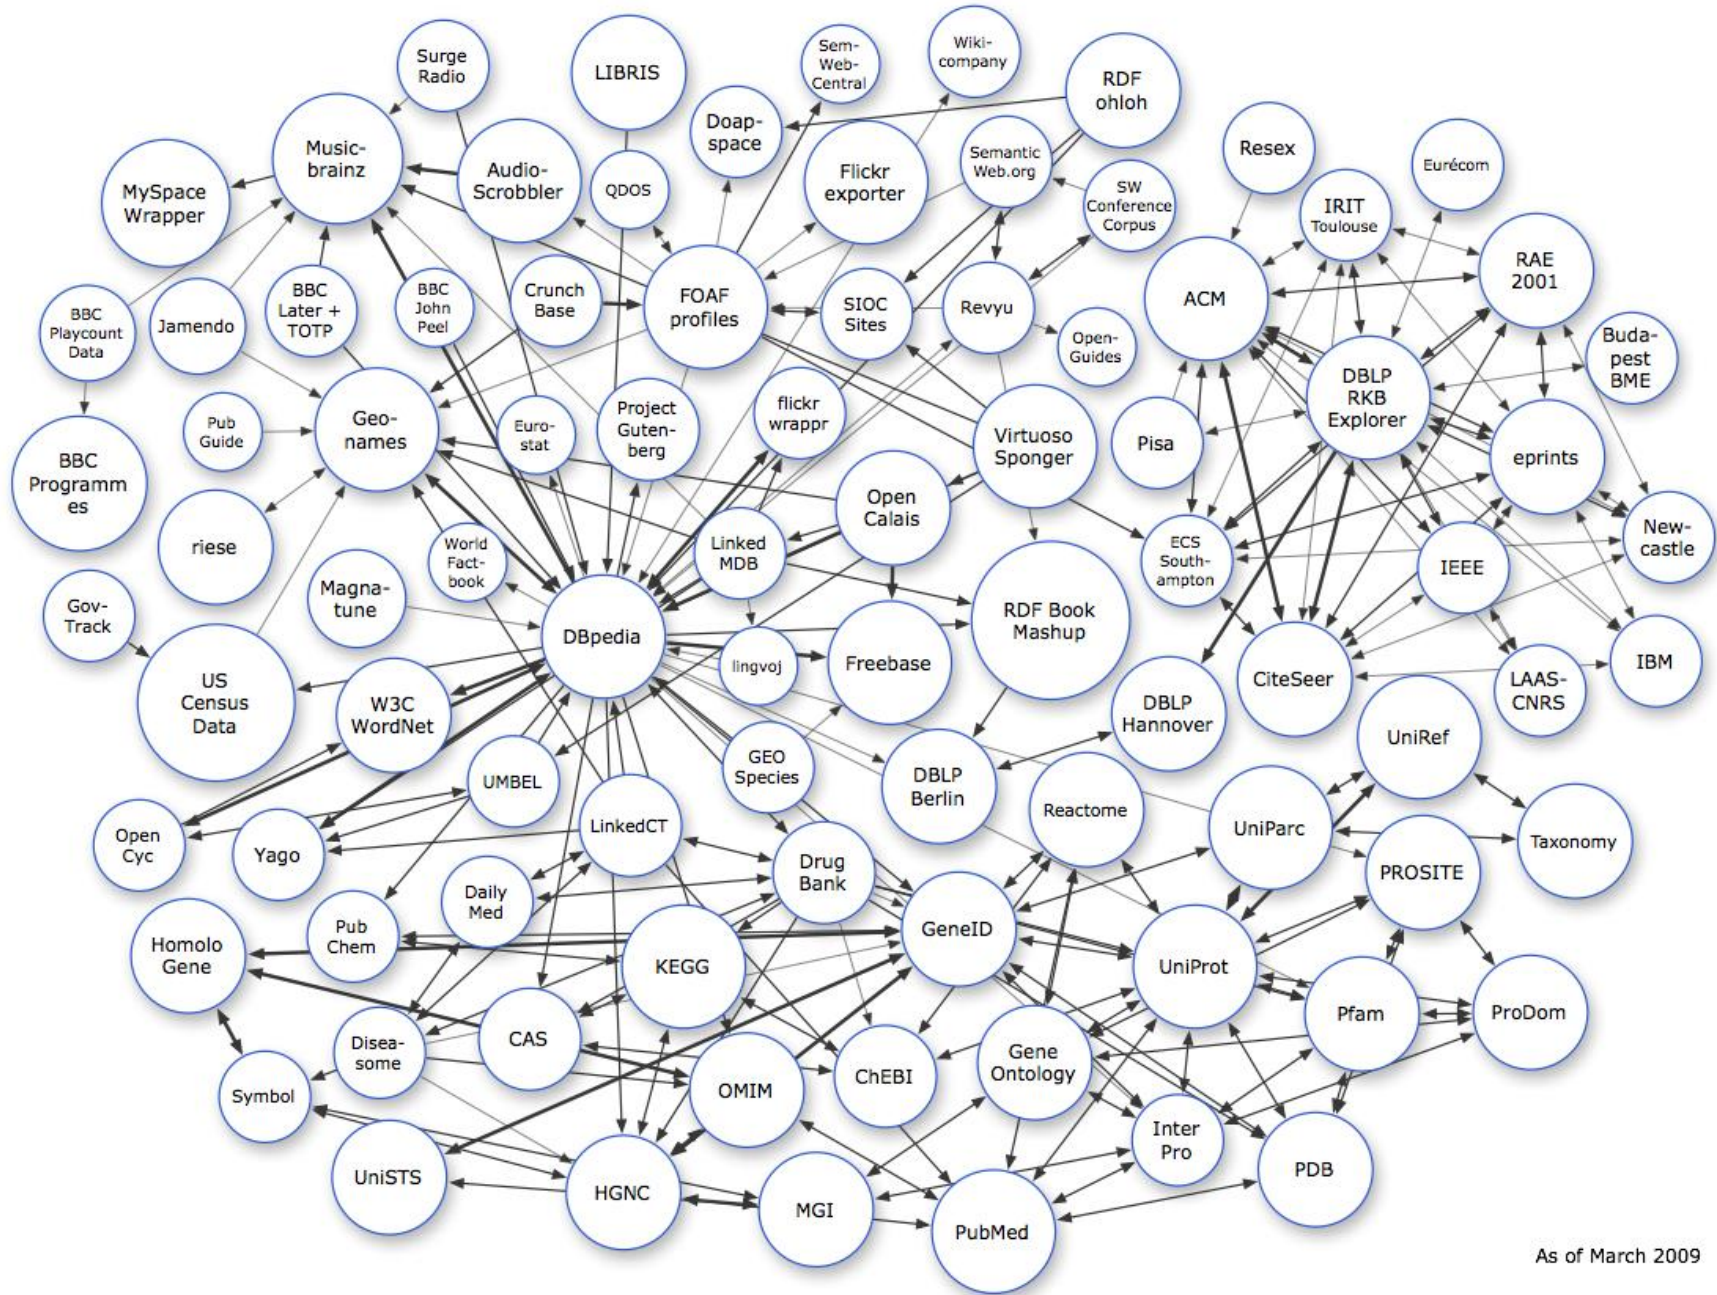 Surge
Radio
LIBRIS
Sem-
Web-
Central
Wiki-
company
RDF
ohloh
Doap-
space
Music-
brainz
MySpace
Wrapper
Audio-
Scrobbler
QDOS
Flickr
exporter
Semantic
Web.org
SW
Conference
Corpus
Resex
Eurécom
IRIT
Toulouse
RAE
2001
ACM
BBC
Playcount
Data
Jamendo
BBC
Later +
TOTP
BBC
John
Peel
Crunch
Base
FOAF
profiles
SIOC
Sites
Revyu
Open-
Guides
DBLP
RKB
Explorer
Buda-
pest
BME
Pub
Guide
Geo-
names
Euro-
stat
Project
Guten-
berg
flickr
wrappr
Virtuoso
Sponger
Pisa
eprints
BBC
Programm
es
riese
World
Fact-
book
Linked
MDB
Open
Calais
ECS
South-
ampton
IEEE
New-
castle
Gov-
Track
Magna-
tune
DBpedia
RDF Book
Mashup
US
Census
Data
W3C
WordNet
lingvoj
Freebase
DBLP
Hannover
CiteSeer
LAAS-
CNRS
IBM
UMBEL
GEO
Species
DBLP
Berlin
UniRef
Open
Cyc
Yago
LinkedCT
Reactome
UniParc
Taxonomy
Daily
Med
Drug
Bank
PROSITE
Homolo
Gene
Pub
Chem
KEGG
GeneID
UniProt
Pfam
ProDom
Disea-
some
CAS
OMIM
ChEBI
Gene
Ontology
Symbol
Inter
Pro
UniSTS
HGNC
MGI
PubMed
PDB
As of March 2009